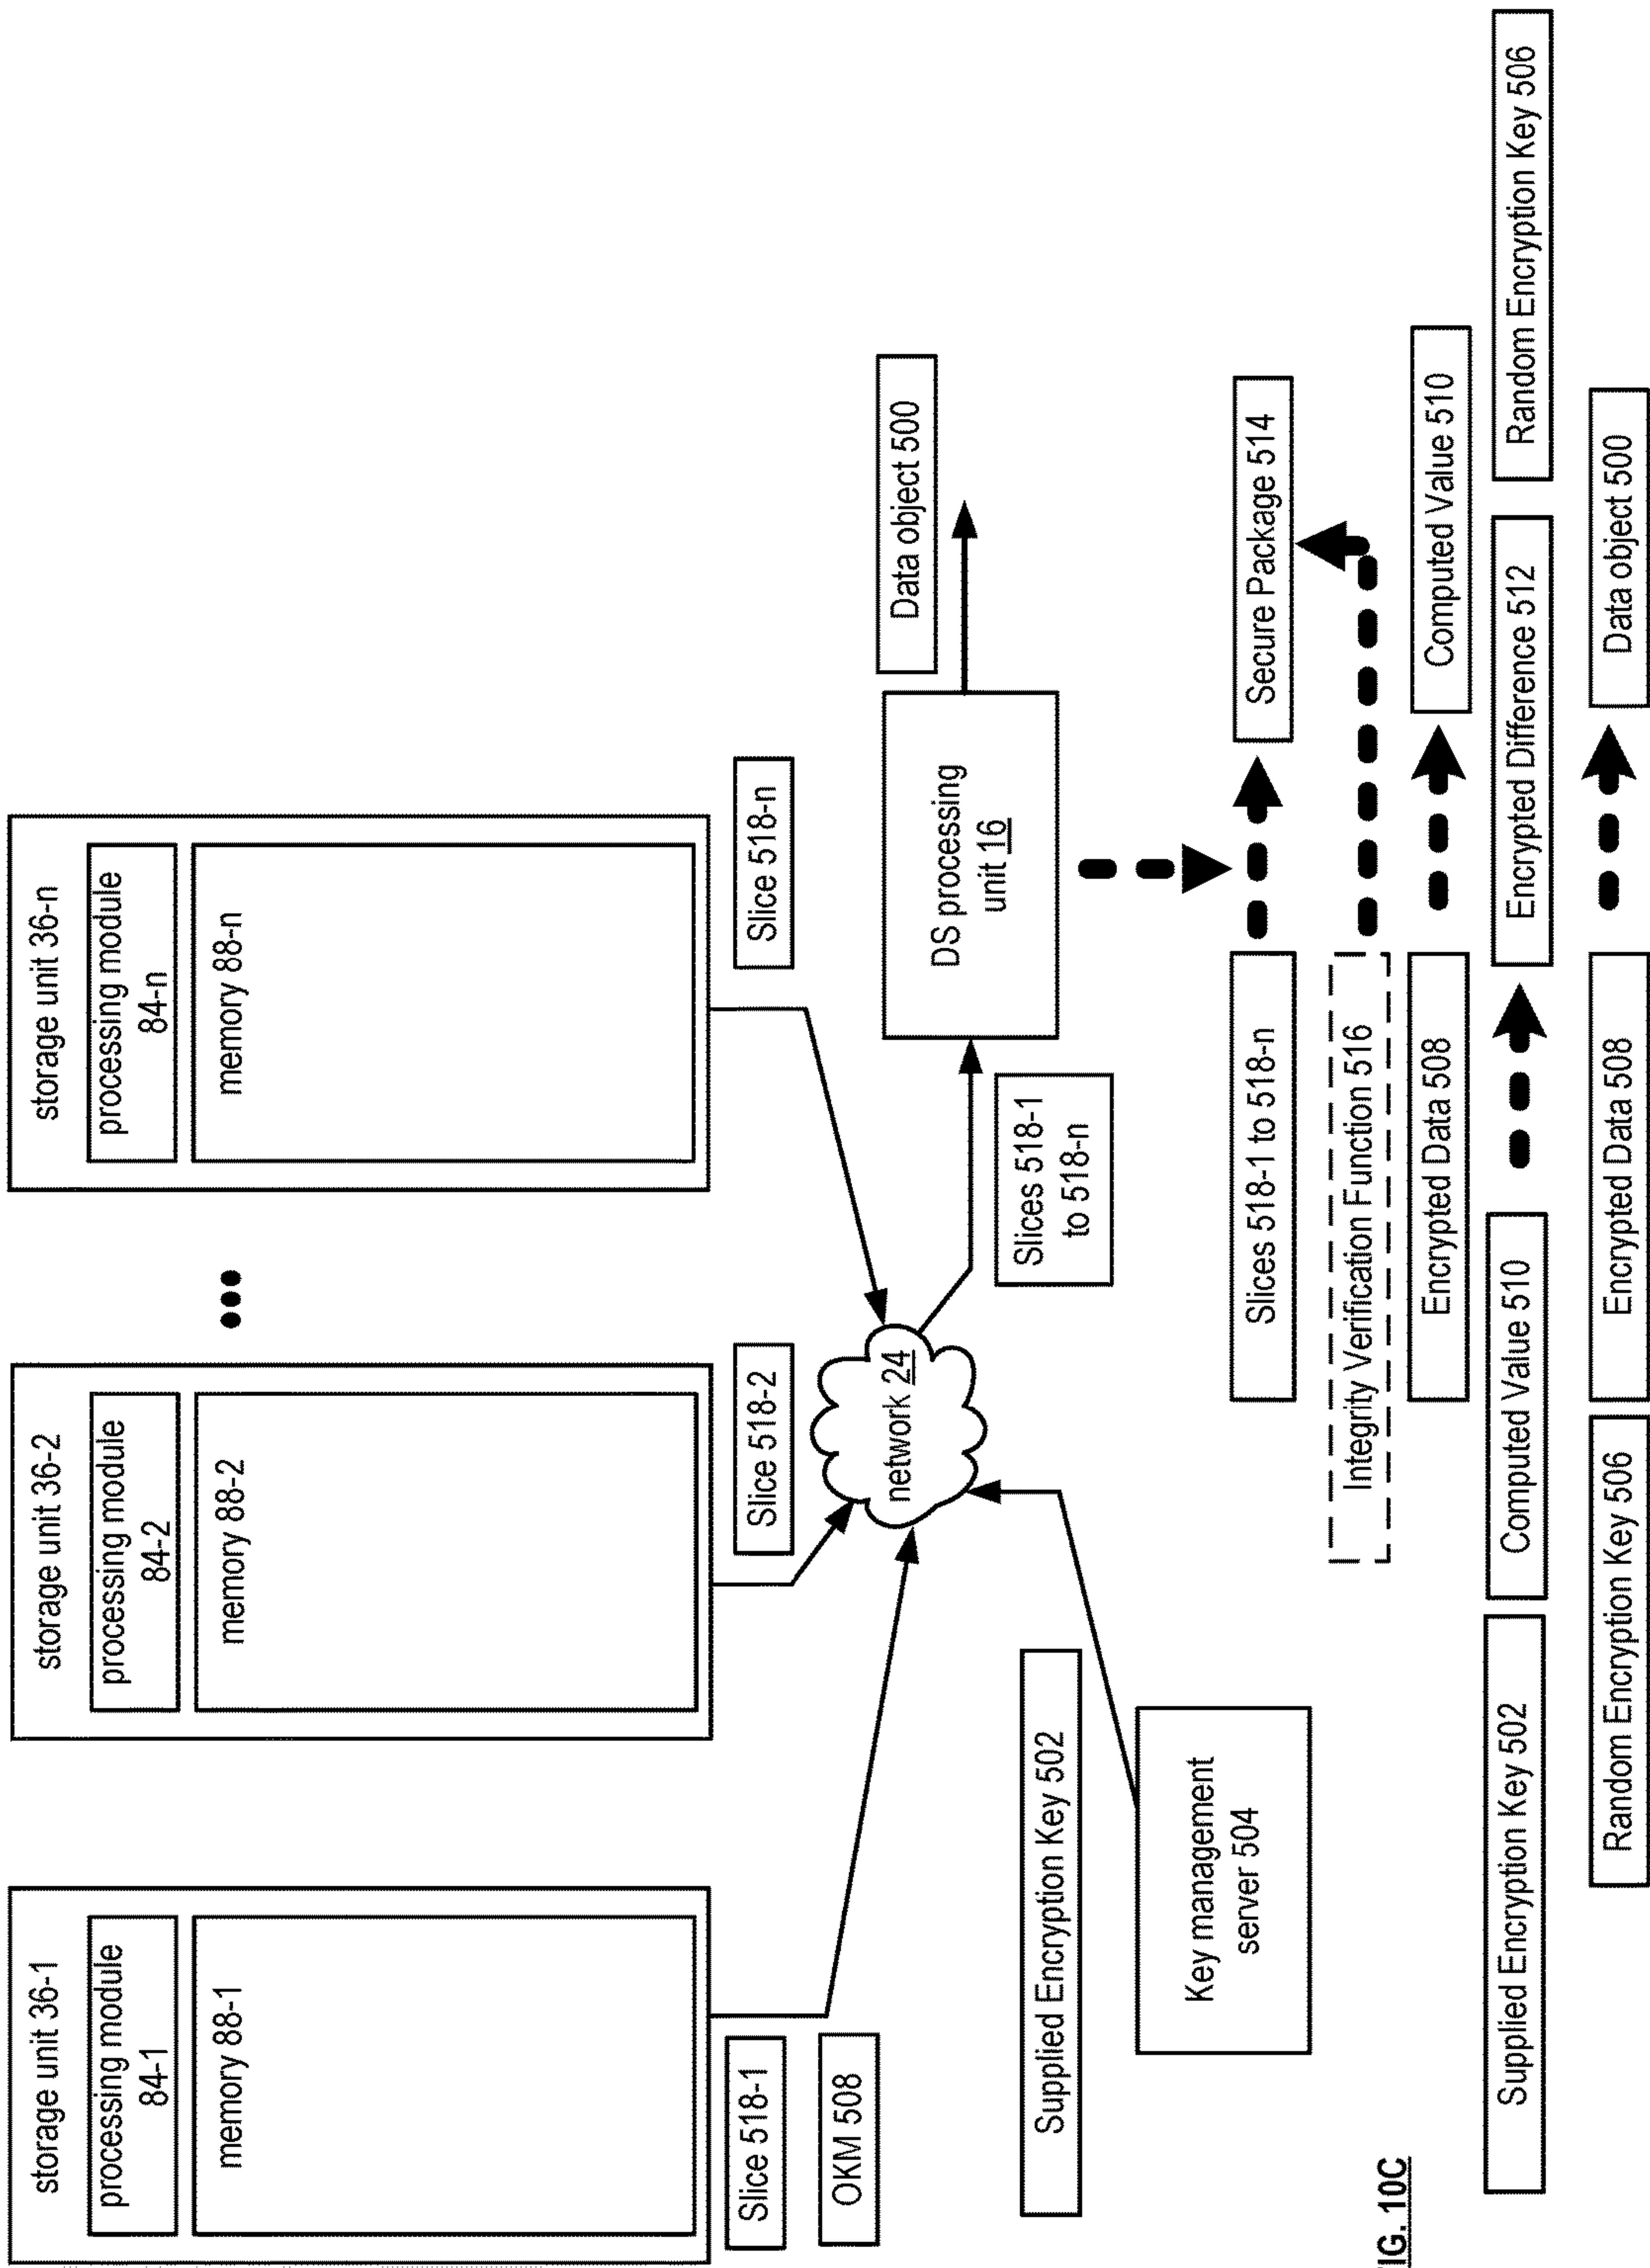 storage unit 36-1
processing module
84-1
memory 88-1
storage unit 36-2
processing module
84-2
memory 88-2
storage unit 36-n
processing module
84-n
memory 88-n
Slice 518-1
OKM 508
Slice 518-2
Slice 518-n
network 24
Supplied Encryption Key 502
Key management
server 504
Slices 518-1
to 518-n
DS processing
unit 16
Data object 500
Slices 518-1 to 518-n
Secure Package 514
Integrity Verification Function 516
Encrypted Data 508
Computed Value 510
Supplied Encryption Key 502
Computed Value 510
Encrypted Difference 512
Random Encryption Key 506
Random Encryption Key 506
Encrypted Data 508
Data object 500
IG. 10C